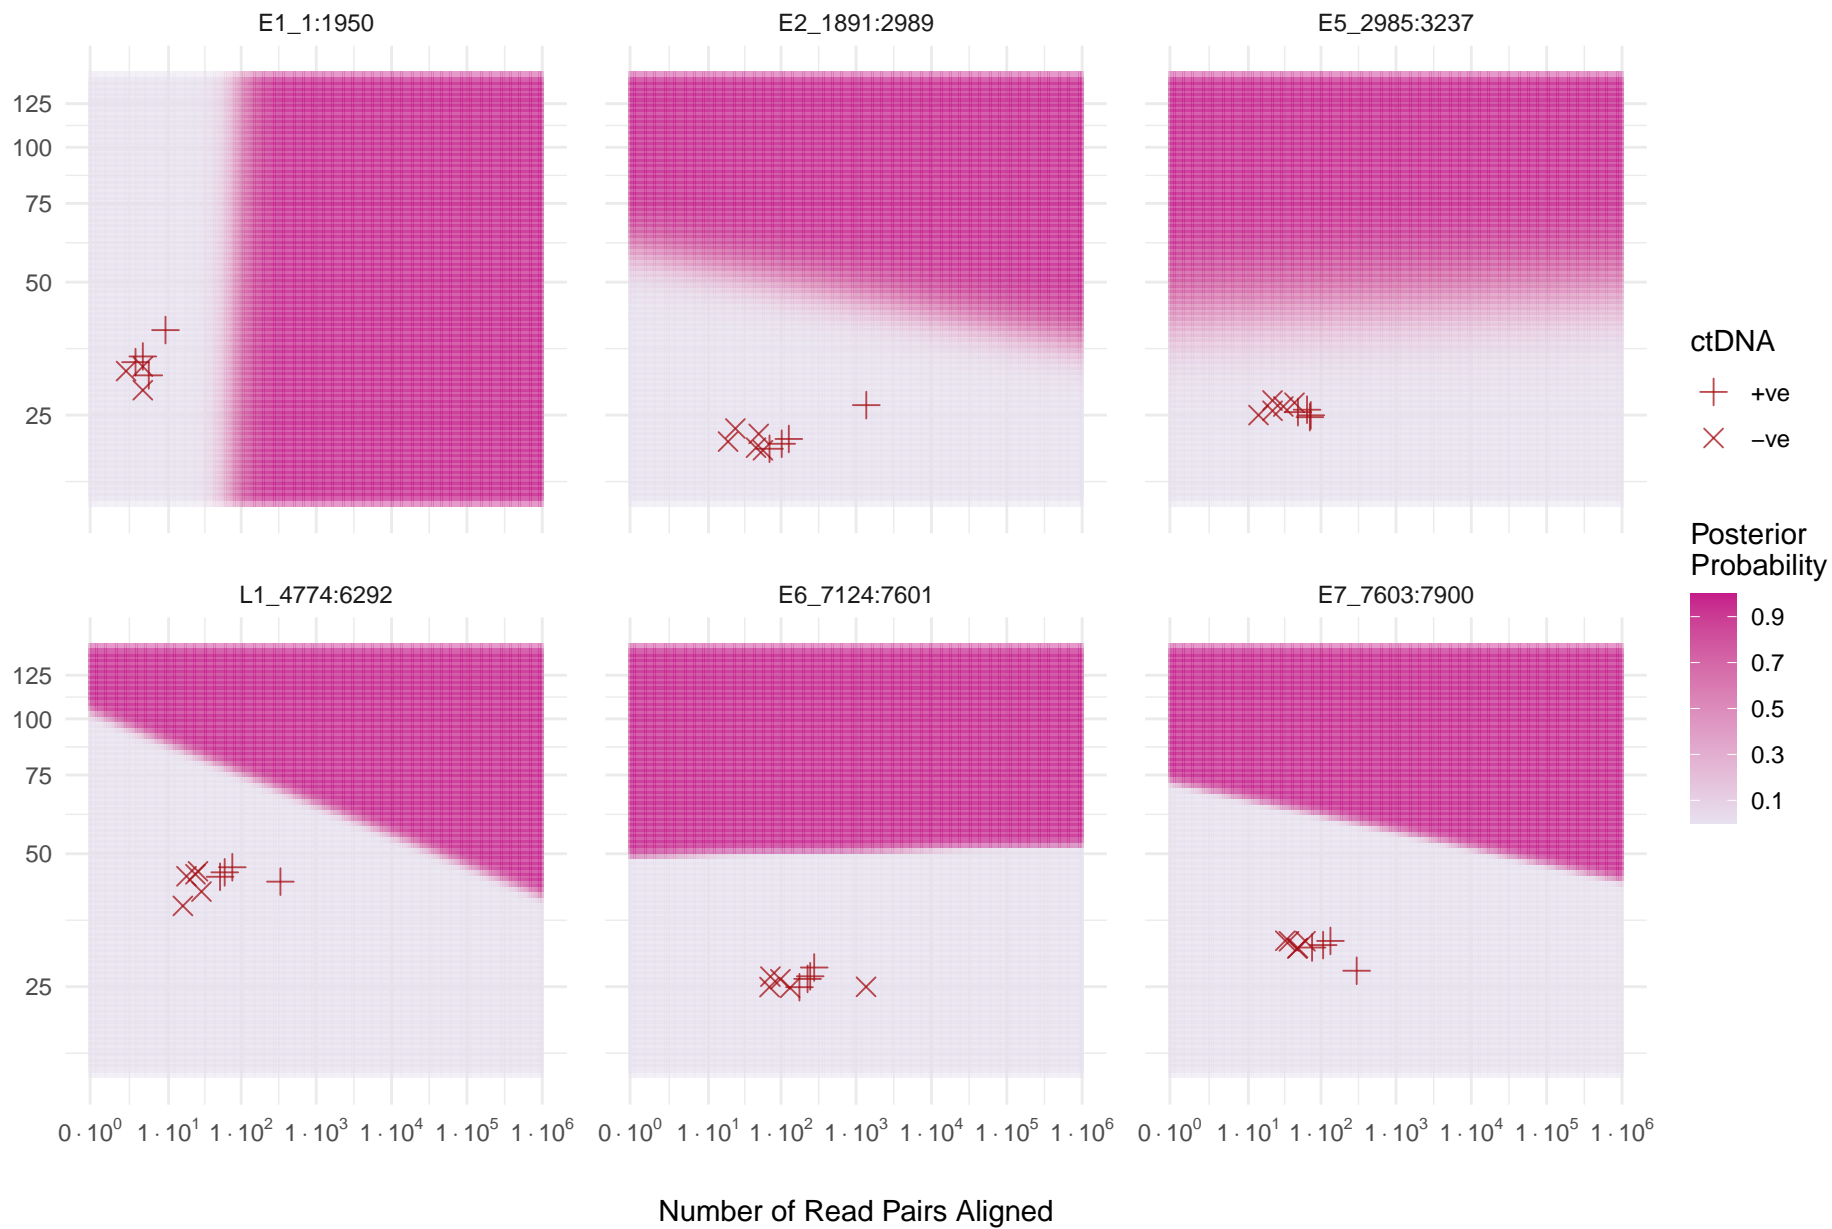 E1_1:1950 E2_1891:2989 E5_2985:3237
125
100
75
50
25
ctDNA
+ve
−ve
Posterior
Probability
0.9
0.7
0.5
0.3
0.1
L1_4774:6292 E6_7124:7601 E7_7603:7900
125
100
75
50
25
0·10⁰ 1·10¹ 1·10² 1·10³ 1·10⁴ 1·10⁵ 1·10⁶ 0·10⁰ 1·10¹ 1·10² 1·10³ 1·10⁴ 1·10⁵ 1·10⁶ 0·10⁰ 1·10¹ 1·10² 1·10³ 1·10⁴ 1·10⁵ 1·10⁶
Number of Read Pairs Aligned